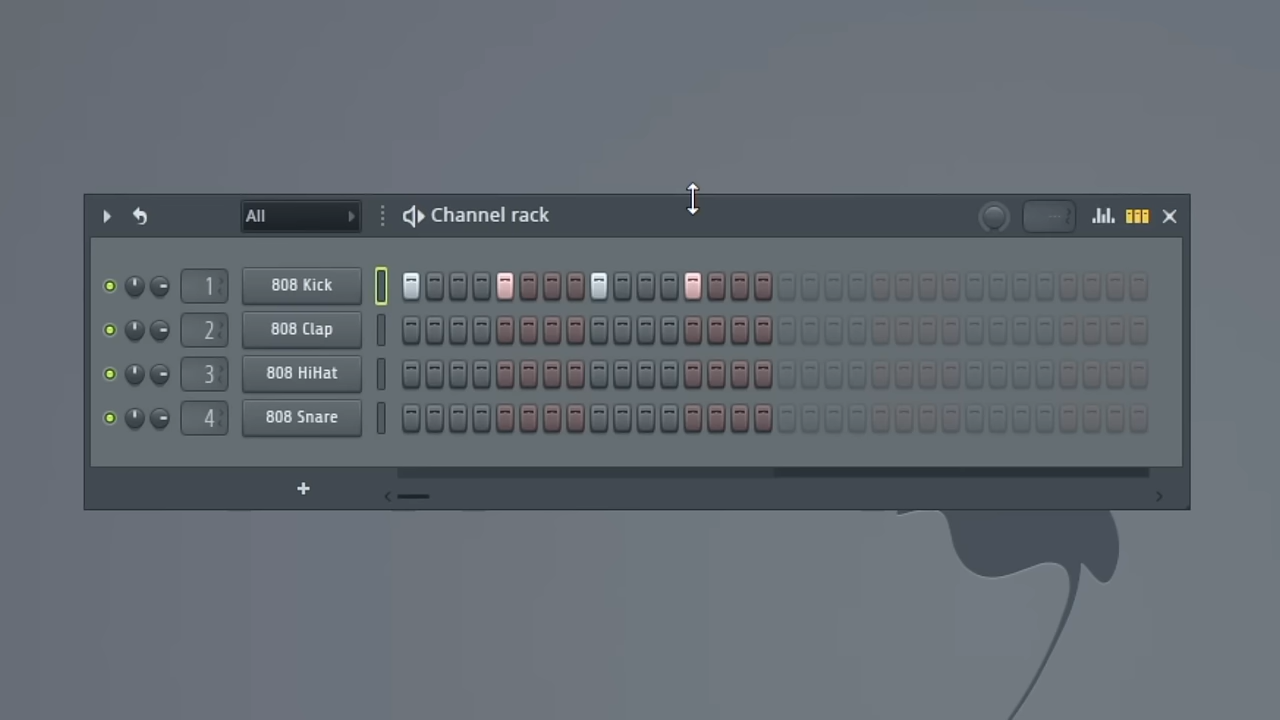 All
Channel rack
1 808 Kick
2 808 Clap
3 808 HiHat
4 808 Snare
+